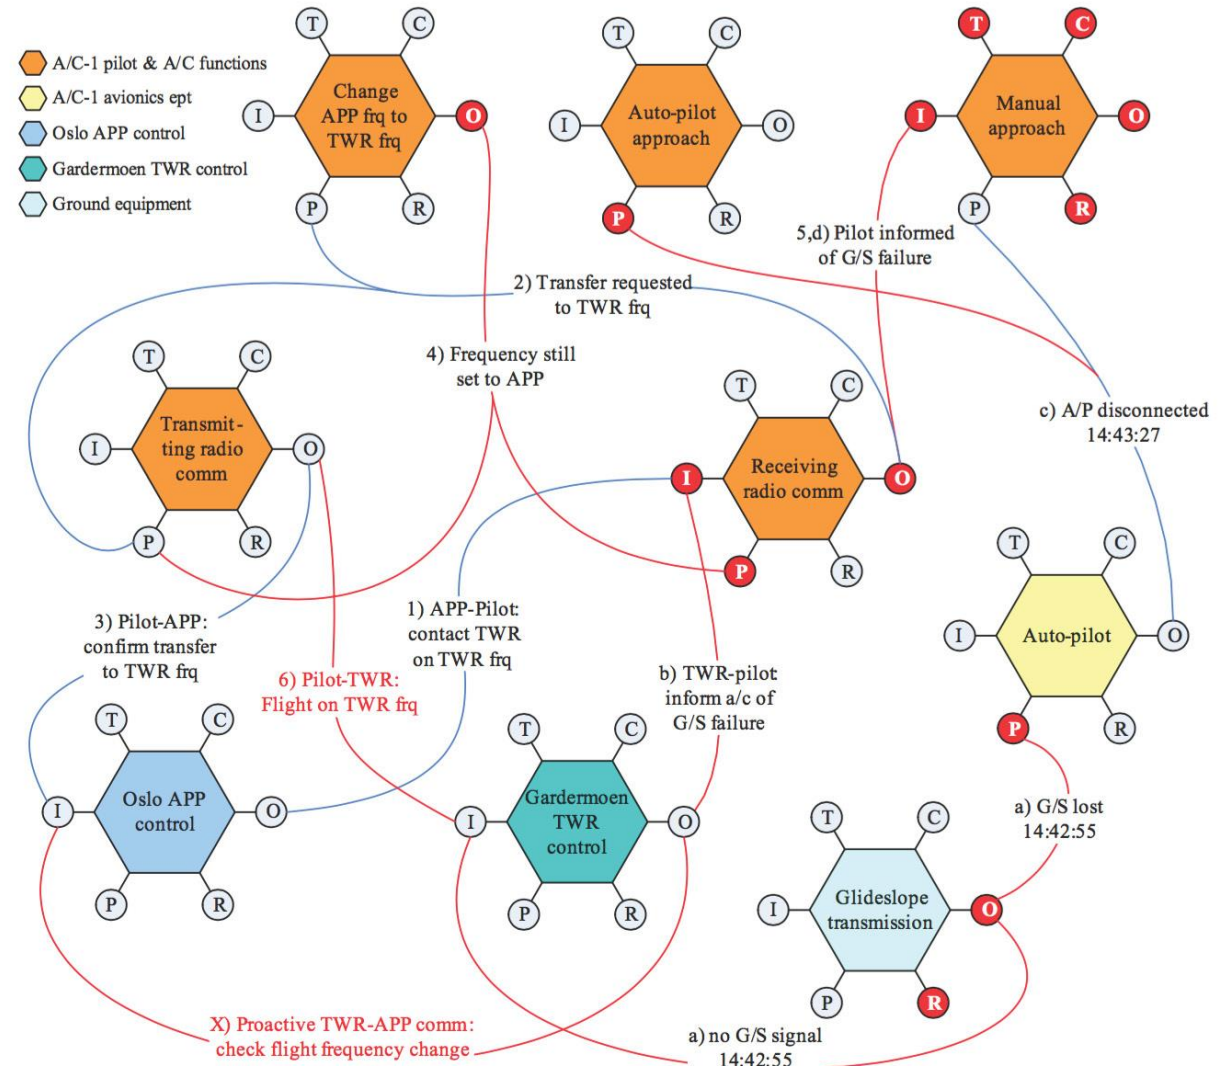 A/C-1 pilot & A/C functions
A/C-1 avionics ept
Oslo APP control
Gardermoen TWR control
Ground equipment
T
C
I
Change
APP frq to
TWR frq
O
P
R
T
C
I
Auto-pilot
approach
O
P
R
T
C
I
Manual
approach
O
P
R
5,d) Pilot informed
of G/S failure
2) Transfer requested
to TWR frq
4) Frequency still
set to APP
c) A/P disconnected
14:43:27
T
C
I
Transmit-
ting radio
comm
O
P
R
T
C
I
Receiving
radio comm
O
P
R
T
C
I
Auto-pilot
O
P
R
3) Pilot-APP:
confirm transfer
to TWR frq
1) APP-Pilot:
contact TWR
on TWR frq
6) Pilot-TWR:
Flight on TWR frq
b) TWR-pilot:
inform a/c of
G/S failure
T
C
I
Oslo APP
control
O
P
R
T
C
I
Gardermoen
TWR
control
O
P
R
a) G/S lost
14:42:55
T
C
I
Glideslope
transmission
O
P
R
X) Proactive TWR-APP comm:
check flight frequency change
a) no G/S signal
14:42:55